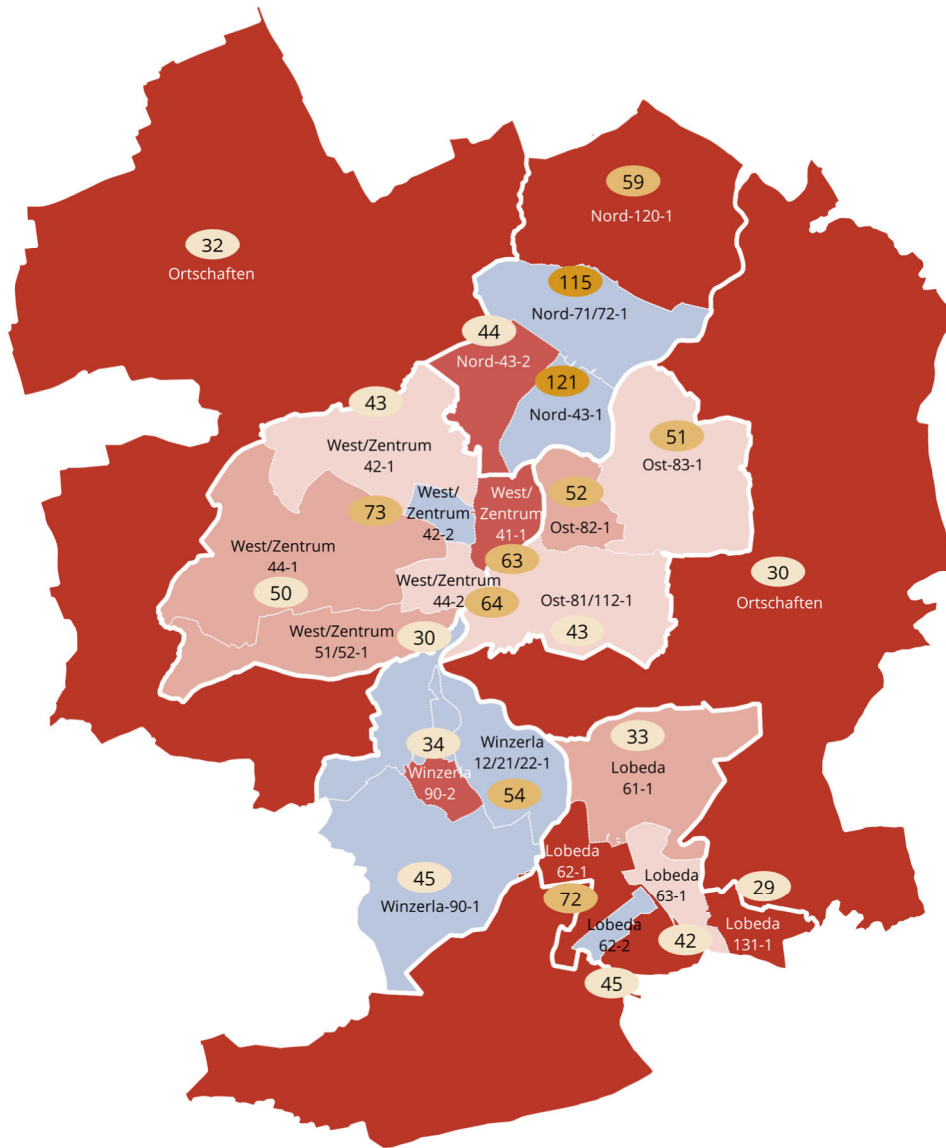 59
Nord-120-1
32
Ortschaften
115
Nord-71/72-1
44
Nord-43-2
121
Nord-43-1
43
West/Zentrum
42-1
51
Ost-83-1
73
West/
Zentrum
42-2
West/
Zentrum
41-1
63
52
Ost-82-1
West/Zentrum
44-1
50
West/Zentrum
44-2
64
Ost-81/112-1
43
30
Ortschaften
West/Zentrum
51/52-1
30
34
Winzerla
90-2
Winzerla
12/21/22-1
54
33
Lobeda
61-1
45
Winzerla-90-1
Lobeda
62-1
72
Lobeda
63-1
42
29
Lobeda
131-1
Lobeda
62-2
45